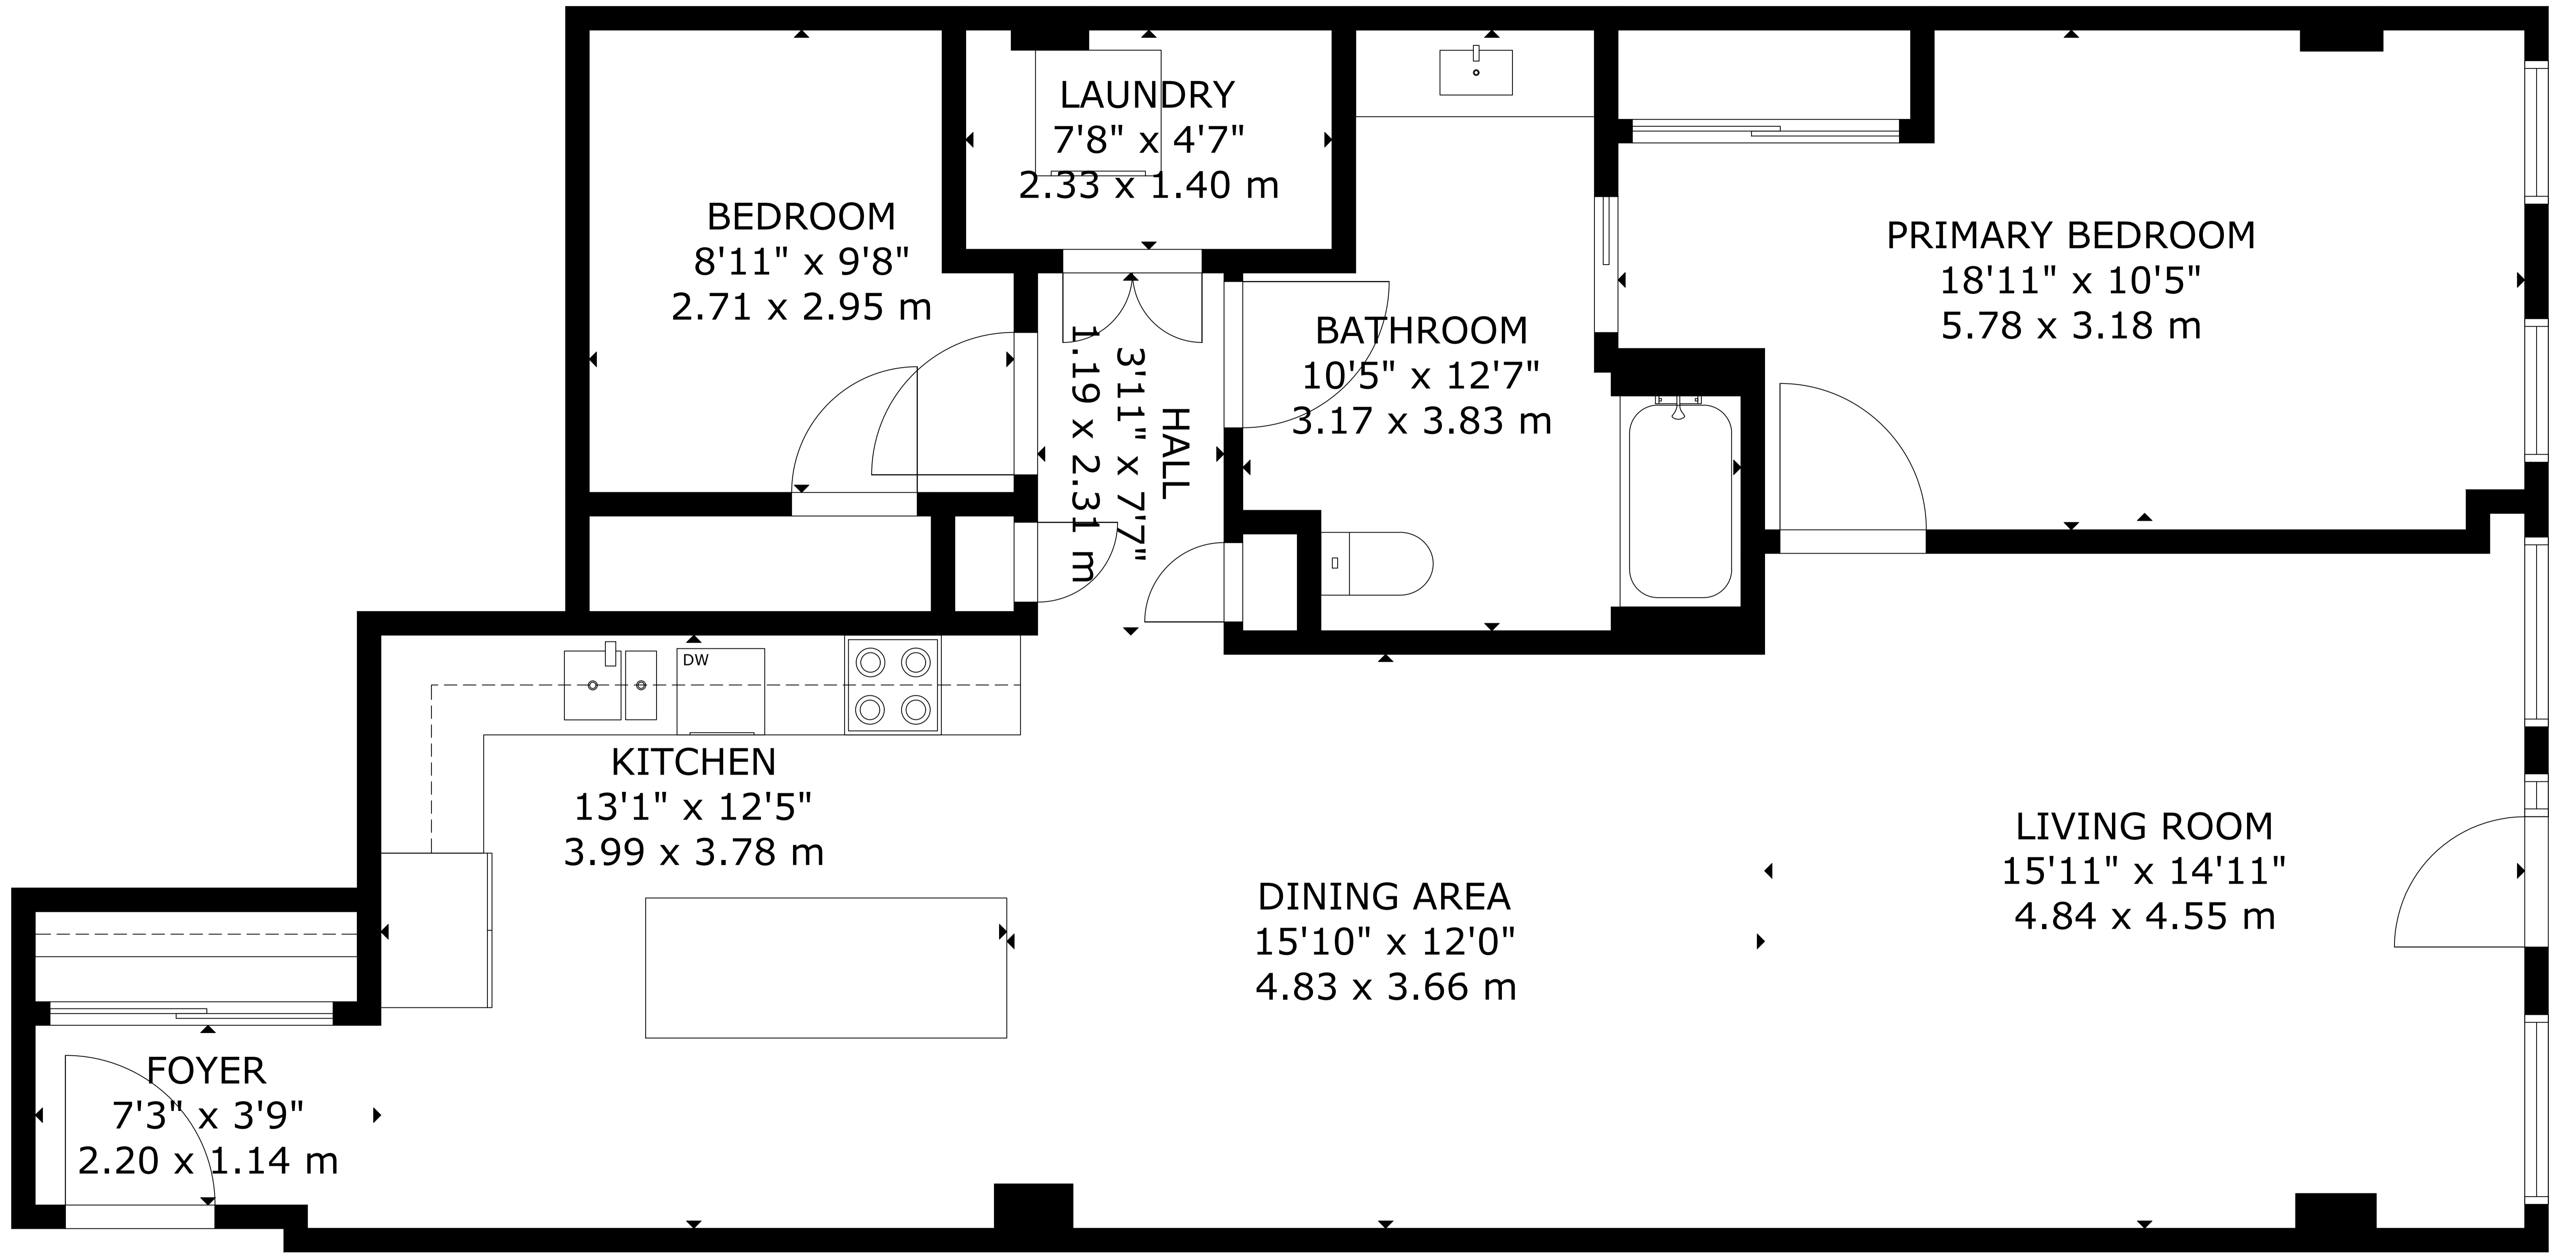 LAUNDRY
7'8" x 4'7"
2.33 x 1.40 m
BEDROOM
8'11" x 9'8"
2.71 x 2.95 m
PRIMARY BEDROOM
18'11" x 10'5"
5.78 x 3.18 m
BATHROOM
10'5" x 12'7"
3.17 x 3.83 m
HALL
3'11" x 7'7"
1.19 x 2.31 m
DW
KITCHEN
13'1" x 12'5"
3.99 x 3.78 m
LIVING ROOM
15'11" x 14'11"
4.84 x 4.55 m
DINING AREA
15'10" x 12'0"
4.83 x 3.66 m
FOYER
7'3" x 3'9"
2.20 x 1.14 m